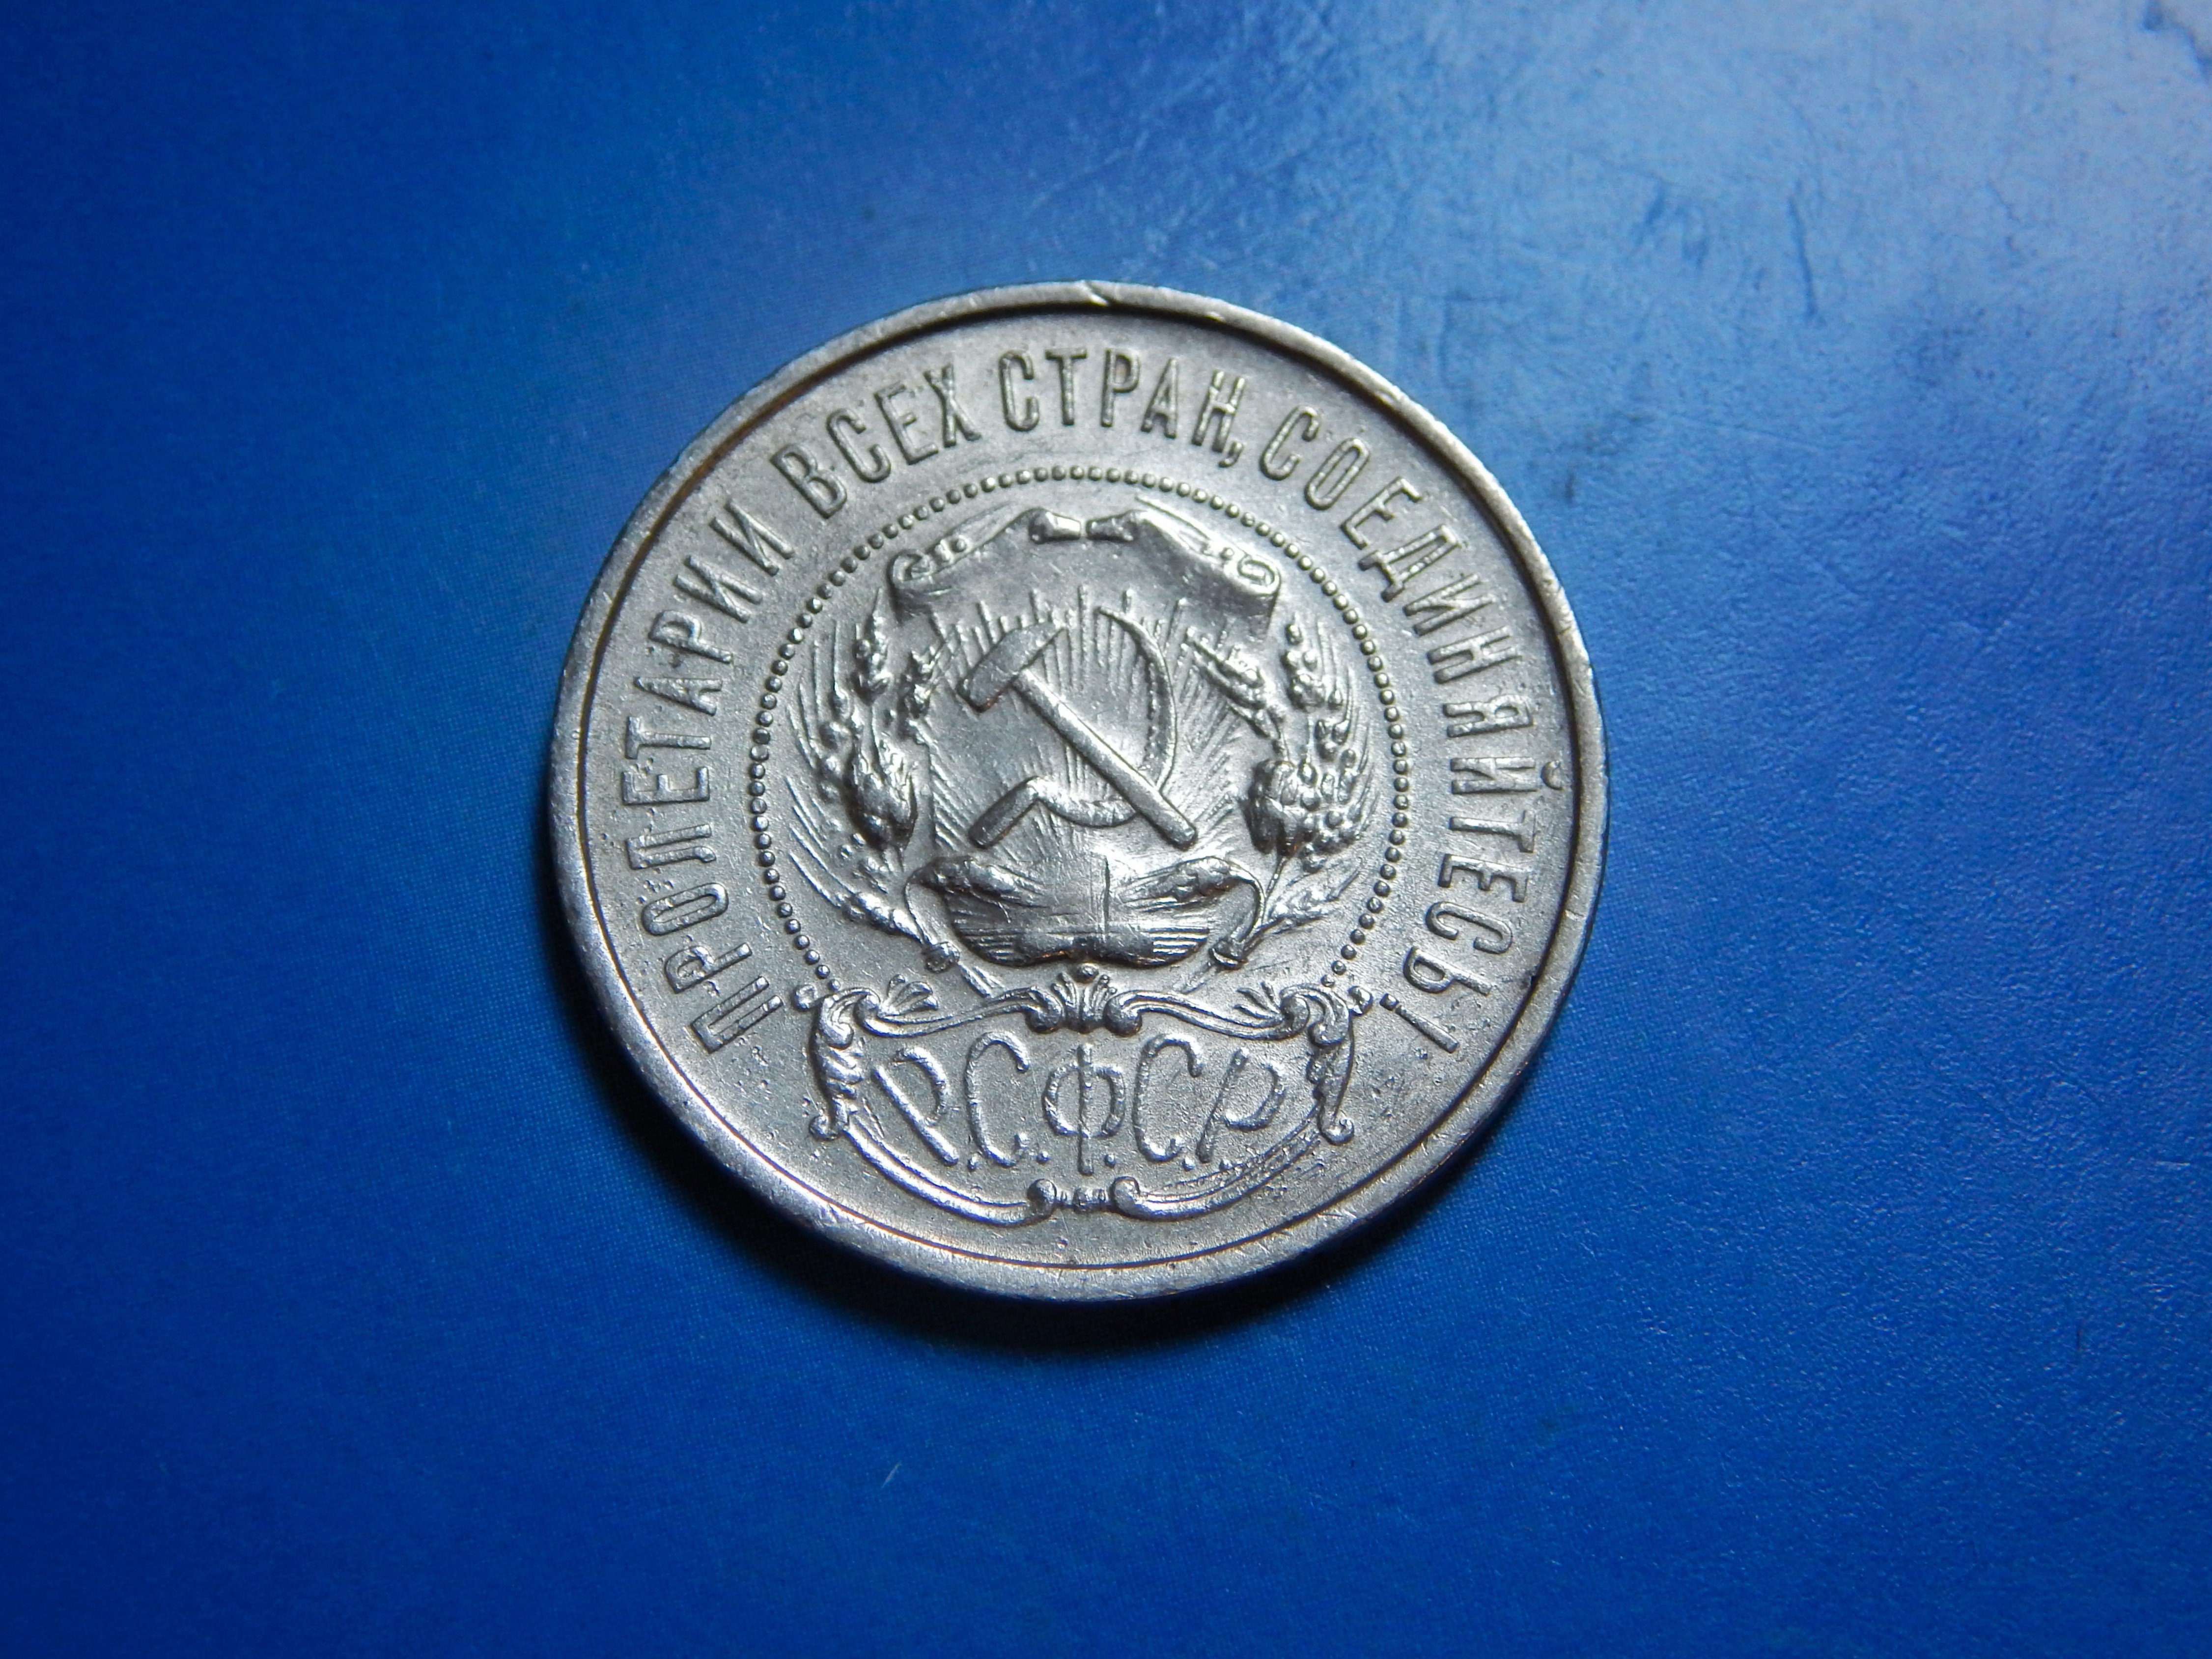 ПРОЛЕТАРИИ ВСЕХ СТРАН, СОЕДИНЯЙТЕСЬ!
Р.С.Ф.С.Р.